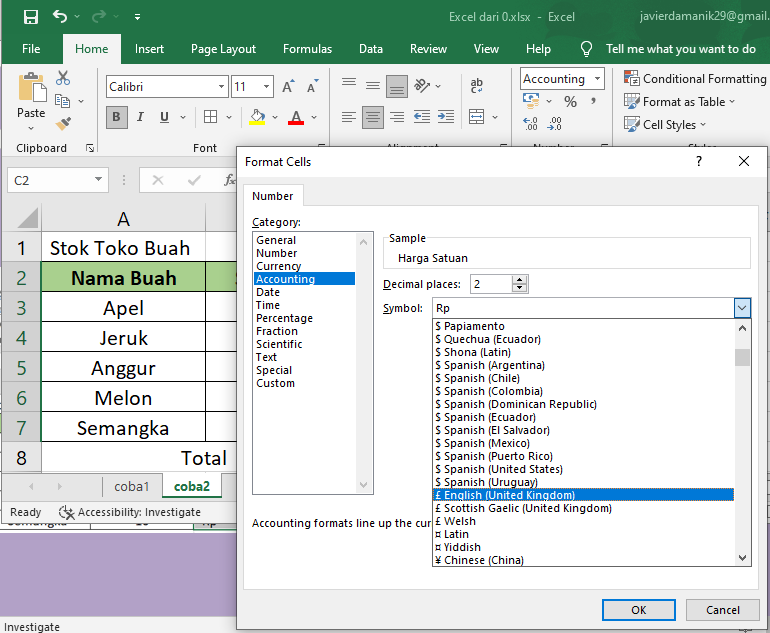 Excel dari 0.xlsx - Excel
javierdamanik29@gmail.
File Home Insert Page Layout Formulas Data Review View Help Tell me what you want to do
Paste
Clipboard
Calibri
11
B I U
A
Font
ab
Accounting
%
Conditional Formatting
Format as Table
Cell Styles
C2
A
1 Stok Toko Buah
2 Nama Buah
3 Apel
4 Jeruk
5 Anggur
6 Melon
7 Semangka
8 Total
coba1 coba2
Ready Accessibility: Investigate
Investigate
Format Cells
?
Number
Category:
General
Number
Currency
Accounting
Date
Time
Percentage
Fraction
Scientific
Text
Special
Custom
Sample
Harga Satuan
Decimal places: 2
Symbol: Rp
$ Papiamento
$ Quechua (Ecuador)
$ Shona (Latin)
$ Spanish (Argentina)
$ Spanish (Chile)
$ Spanish (Colombia)
$ Spanish (Dominican Republic)
$ Spanish (Ecuador)
$ Spanish (El Salvador)
$ Spanish (Mexico)
$ Spanish (Puerto Rico)
$ Spanish (United States)
$ Spanish (Uruguay)
£ English (United Kingdom)
£ Scottish Gaelic (United Kingdom)
£ Welsh
¤ Latin
¤ Yiddish
¥ Chinese (China)
Accounting formats line up the cur
OK Cancel